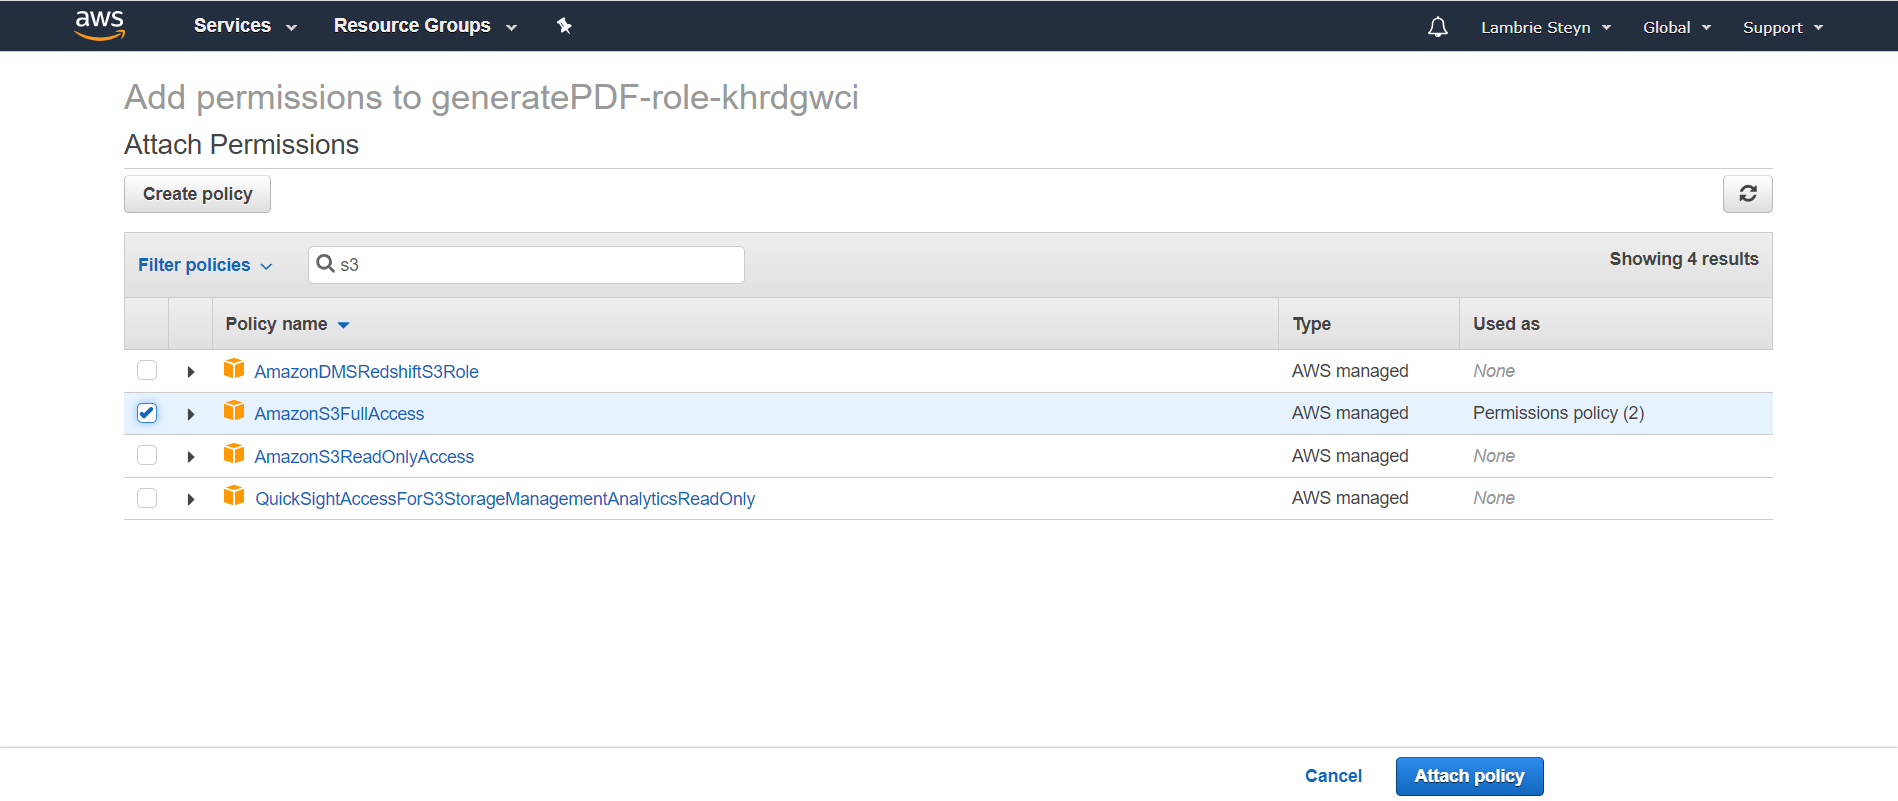 aws Services Resource Groups Lambrie Steyn Global Support
Add permissions to generatePDF-role-khrdgwci
Attach Permissions
Create policy
Filter policies s3 Showing 4 results
Policy name Type Used as
AmazonDMSRedshiftS3Role AWS managed None
AmazonS3FullAccess AWS managed Permissions policy (2)
AmazonS3ReadOnlyAccess AWS managed None
QuickSightAccessForS3StorageManagementAnalyticsReadOnly AWS managed None
Cancel Attach policy